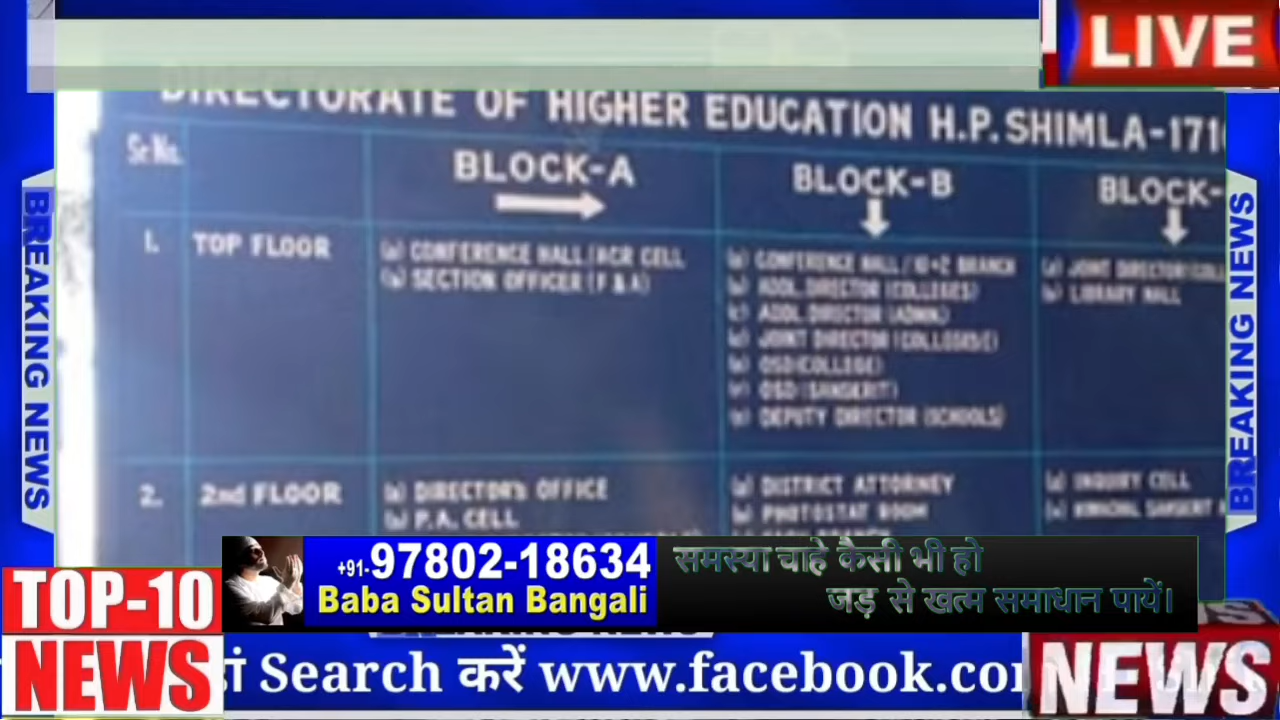 LIVE
DIRECTORATE OF HIGHER EDUCATION H.P. SHIMLA-171
Sr.No.
BLOCK-A
BLOCK-B
BLOCK-
1.
TOP FLOOR
(a) CONFERENCE HALL/ACR CELL
(b) SECTION OFFICER (F & A)
(a) CONFERENCE HALL/10+2 BRANCH
(b) ADDL. DIRECTOR (COLLEGES)
(c) ADDL. DIRECTOR (ADMN.)
JOINT DIRECTOR
OSD (COLLEGE)
OSD (SANSKRIT)
DEPUTY DIRECTOR (SCHOOLS)
(a) JOINT DIRECTOR
(b) LIBRARY HALL
2.
2nd FLOOR
(a) DIRECTOR's OFFICE
(b) P.A. CELL
(a) DISTRICT ATTORNEY
(b) PHOTOSTAT ROOM
(a) INQUIRY CELL
BREAKING NEWS
BREAKING NEWS
+91-97802-18634
Baba Sultan Bangali
समस्या चाहे कैसी भी हो
जड़ से खत्म समाधान पायें।
TOP-10
NEWS
Search करें www.facebook.co
NEWS